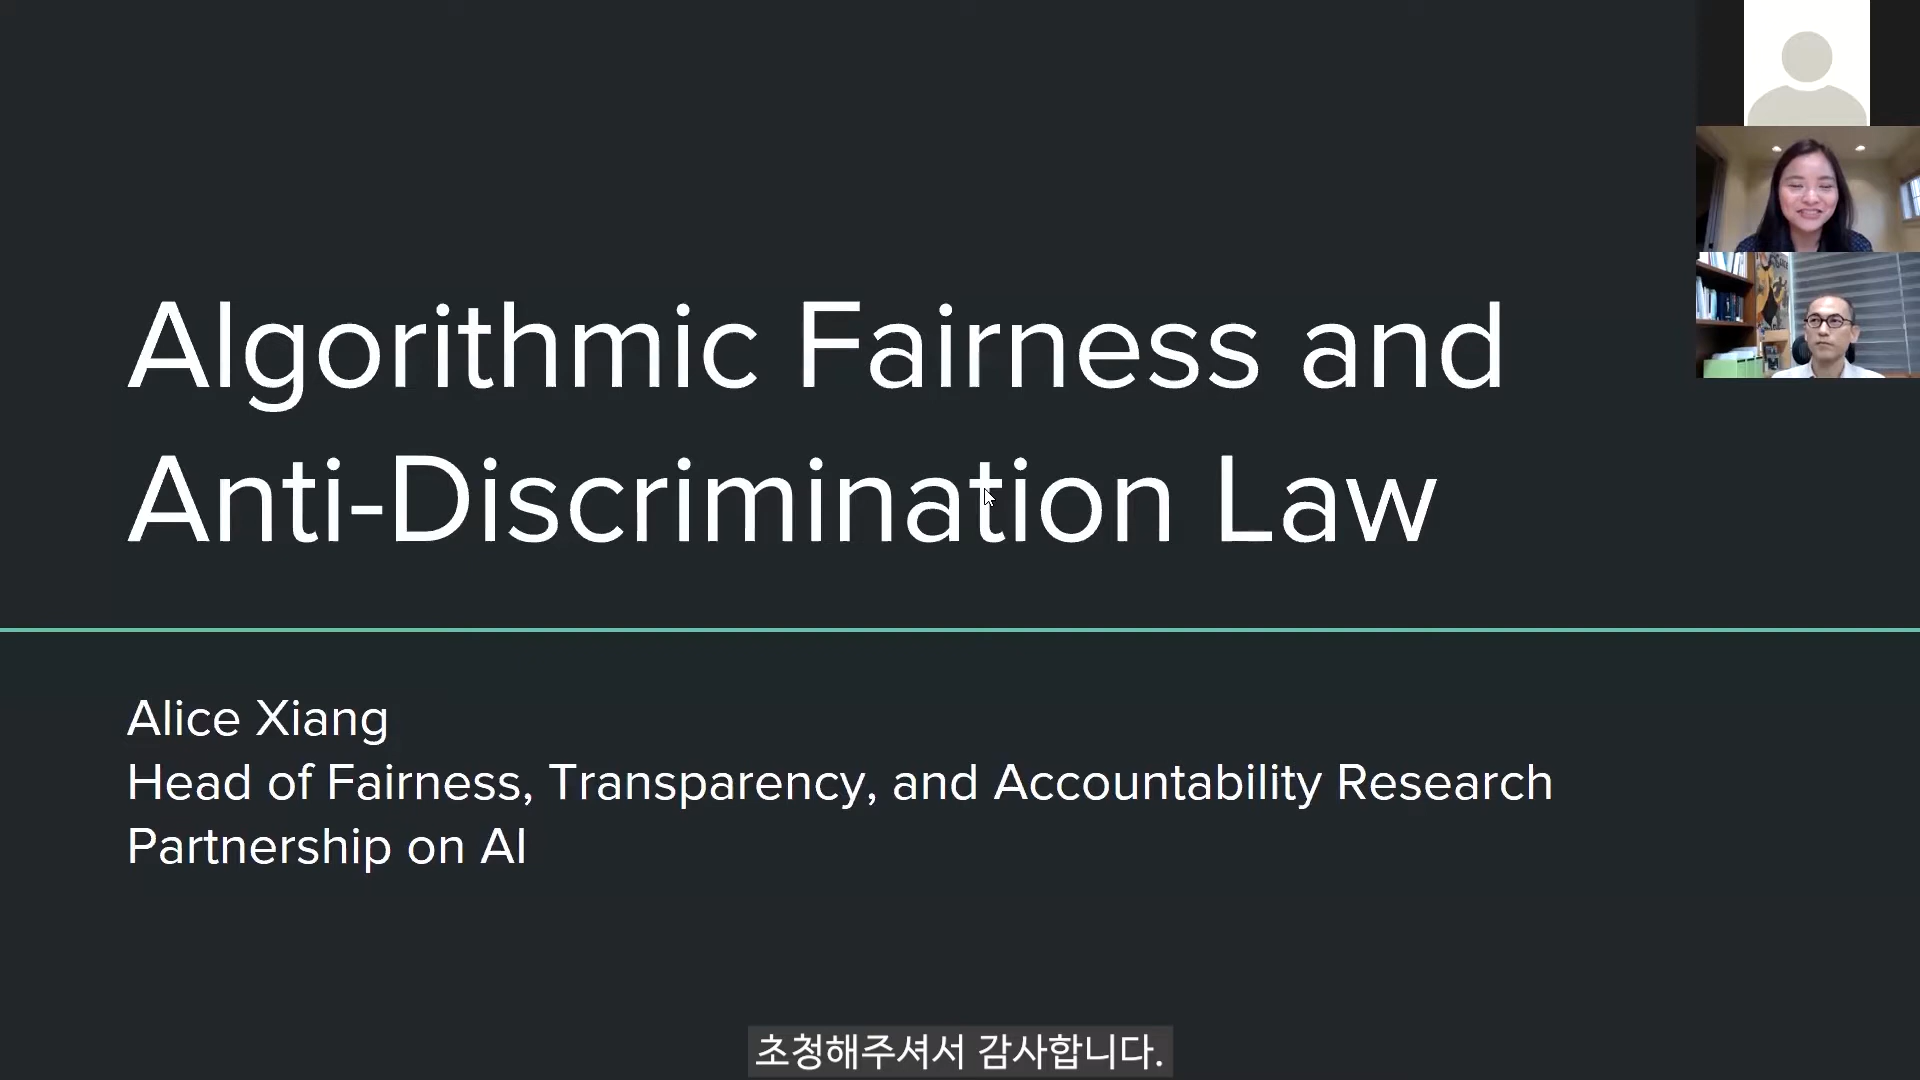 Algorithmic Fairness and
Anti-Discrimination Law
Alice Xiang
Head of Fairness, Transparency, and Accountability Research
Partnership on AI
초청해주셔서 감사합니다.